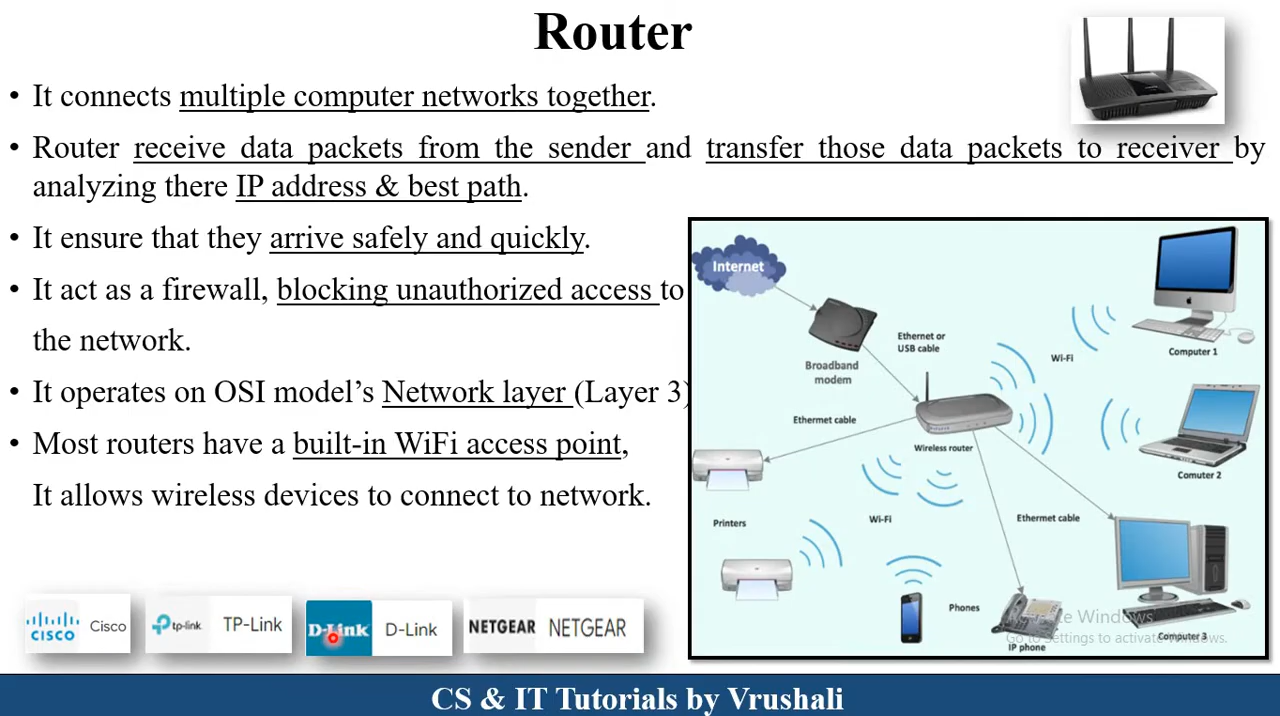 Router
• It connects multiple computer networks together.
• Router receive data packets from the sender and transfer those data packets to receiver by
analyzing there IP address & best path.
• It ensure that they arrive safely and quickly.
• It act as a firewall, blocking unauthorized access to
the network.
• It operates on OSI model's Network layer (Layer 3)
• Most routers have a built-in WiFi access point,
It allows wireless devices to connect to network.
Internet
Broadband
modem
Ethernet or
USB cable
Wi-Fi
Computer 1
Ethermet cable
Wireless router
Comuter 2
Printers
Wi-Fi
Ethermet cable
Phones
IP phone
Computer 3
Activate Windows
Go to Settings to activate Windows.
CISCO Cisco
tp-link TP-Link
D-Link D-Link
NETGEAR NETGEAR
CS & IT Tutorials by Vrushali